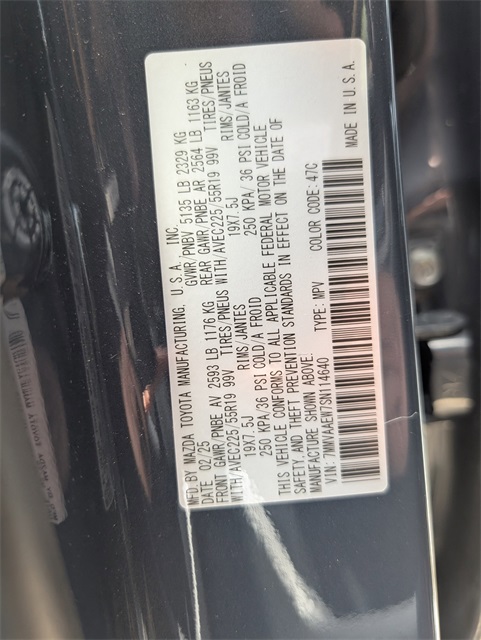 MFD BY MAZDA TOYOTA MANUFACTURING, U.S.A., INC.
DATE 02/25 GVWR/PNBV 5135 LB 2329 KG
FRONT GAWR/PNBE AV 2593 LB 1176 KG REAR GAWR/PNBE AR 2564 LB 1163 KG
WITH/AVEC225/55R19 99V TIRES/PNEUS WITH/AVEC225/55R19 99V TIRES/PNEUS
19X7.5J RIMS/JANTES 19X7.5J RIMS/JANTES
250 KPA/36 PSI COLD/A FROID 250 KPA/36 PSI COLD/A FROID
THIS VEHICLE CONFORMS TO ALL APPLICABLE FEDERAL MOTOR VEHICLE
SAFETY AND THEFT PREVENTION STANDARDS IN EFFECT ON THE DATE OF
MANUFACTURE SHOWN ABOVE.
VIN: 7MMVAAEW7SN114640 TYPE: MPV COLOR CODE: 47C MADE IN U.S.A.